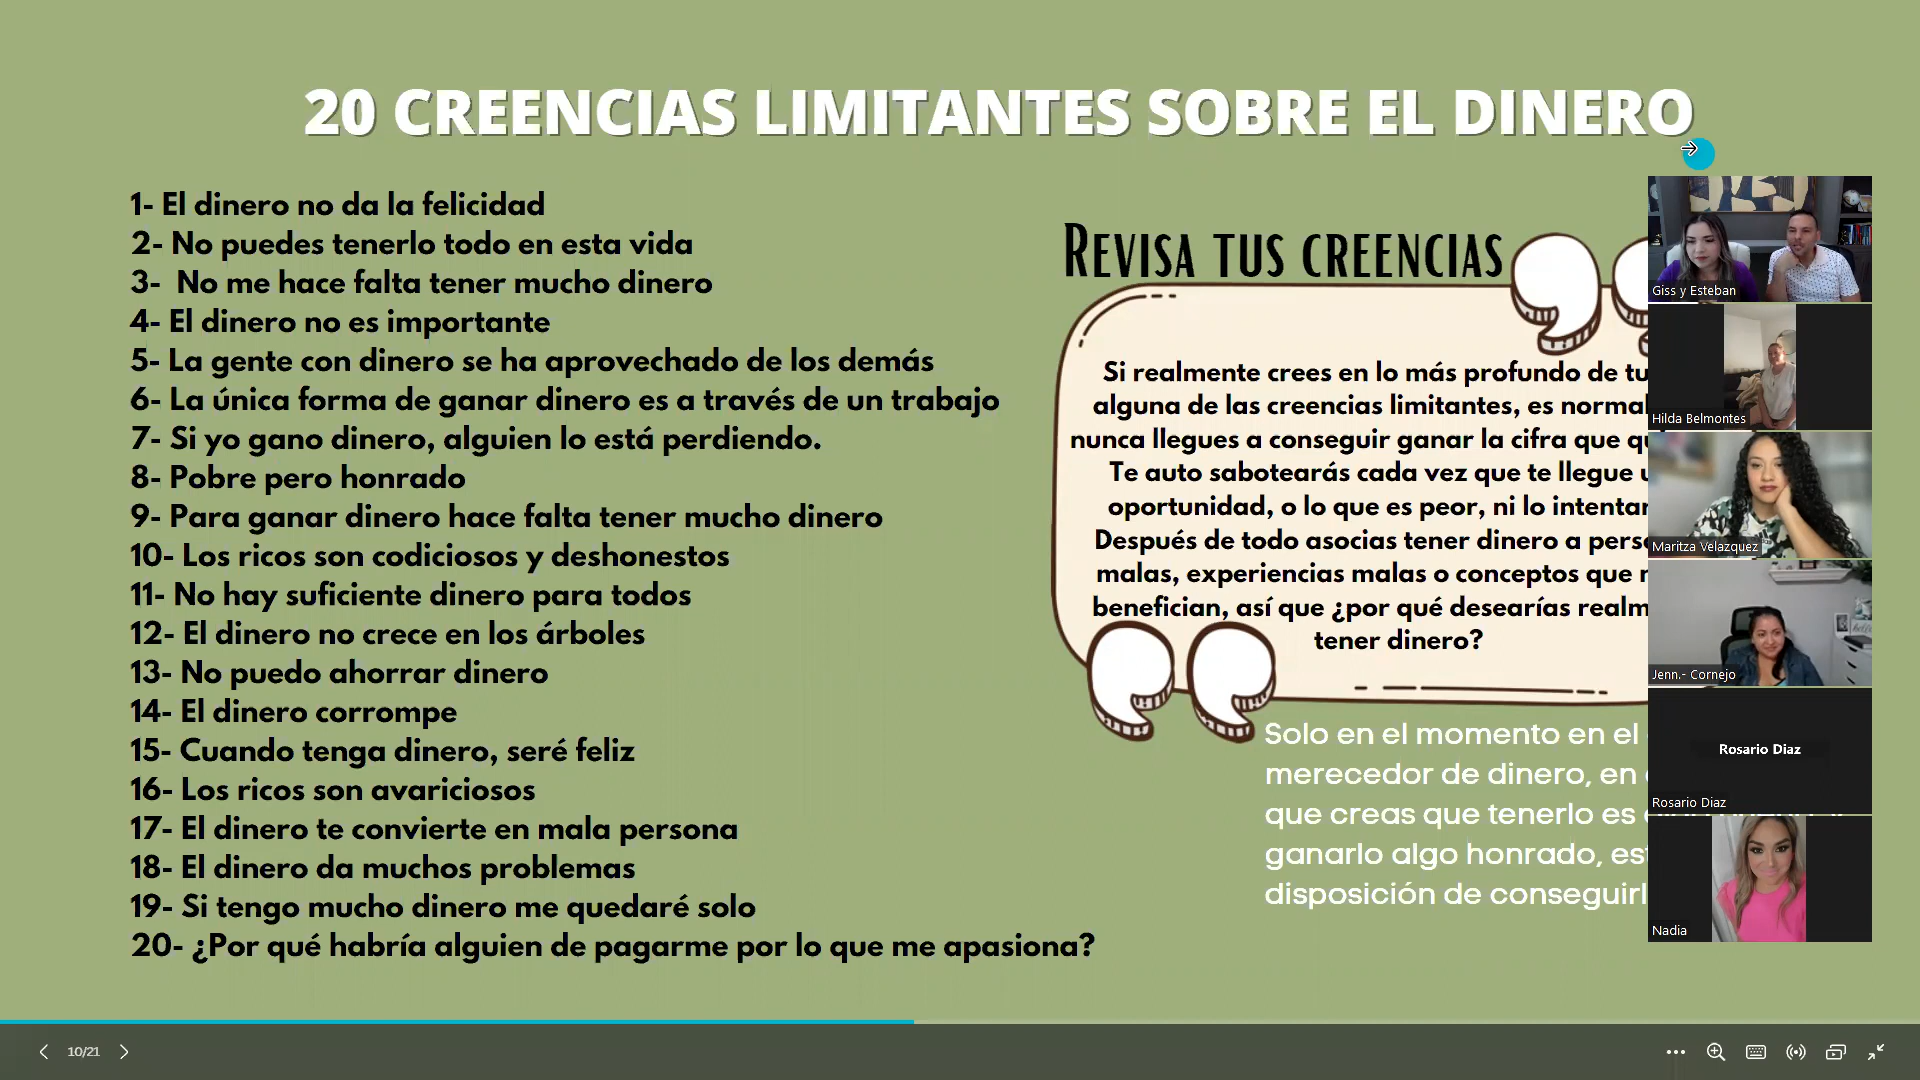 20 CREENCIAS LIMITANTES SOBRE EL DINERO
1- El dinero no da la felicidad
2- No puedes tenerlo todo en esta vida
3- No me hace falta tener mucho dinero
4- El dinero no es importante
5- La gente con dinero se ha aprovechado de los demás
6- La única forma de ganar dinero es a través de un trabajo
7- Si yo gano dinero, alguien lo está perdiendo.
8- Pobre pero honrado
9- Para ganar dinero hace falta tener mucho dinero
10- Los ricos son codiciosos y deshonestos
11- No hay suficiente dinero para todos
12- El dinero no crece en los árboles
13- No puedo ahorrar dinero
14- El dinero corrompe
15- Cuando tenga dinero, seré feliz
16- Los ricos son avariciosos
17- El dinero te convierte en mala persona
18- El dinero da muchos problemas
19- Si tengo mucho dinero me quedaré solo
20- ¿Por qué habría alguien de pagarme por lo que me apasiona?
REVISA TUS CREENCIAS
Si realmente crees en lo más profundo de tu
alguna de las creencias limitantes, es
nunca llegues a conseguir ganar la cifra que
Te auto sabotearás cada vez que te llegue
oportunidad, o lo que es peor, ni lo
Después de todo asocias tener dinero a
malas, experiencias malas o conceptos que
benefician, así que ¿por qué desearías
tener dinero?
Solo en el momento en el
merecedor de dinero, en
que creas que tenerlo es
ganarlo algo honrado,
disposición de
Giss y Esteban
Hilda Belmontes
Maritza Velazquez
Jenn.- Cornejo
Rosario Diaz
Rosario Diaz
Nadia
10/21